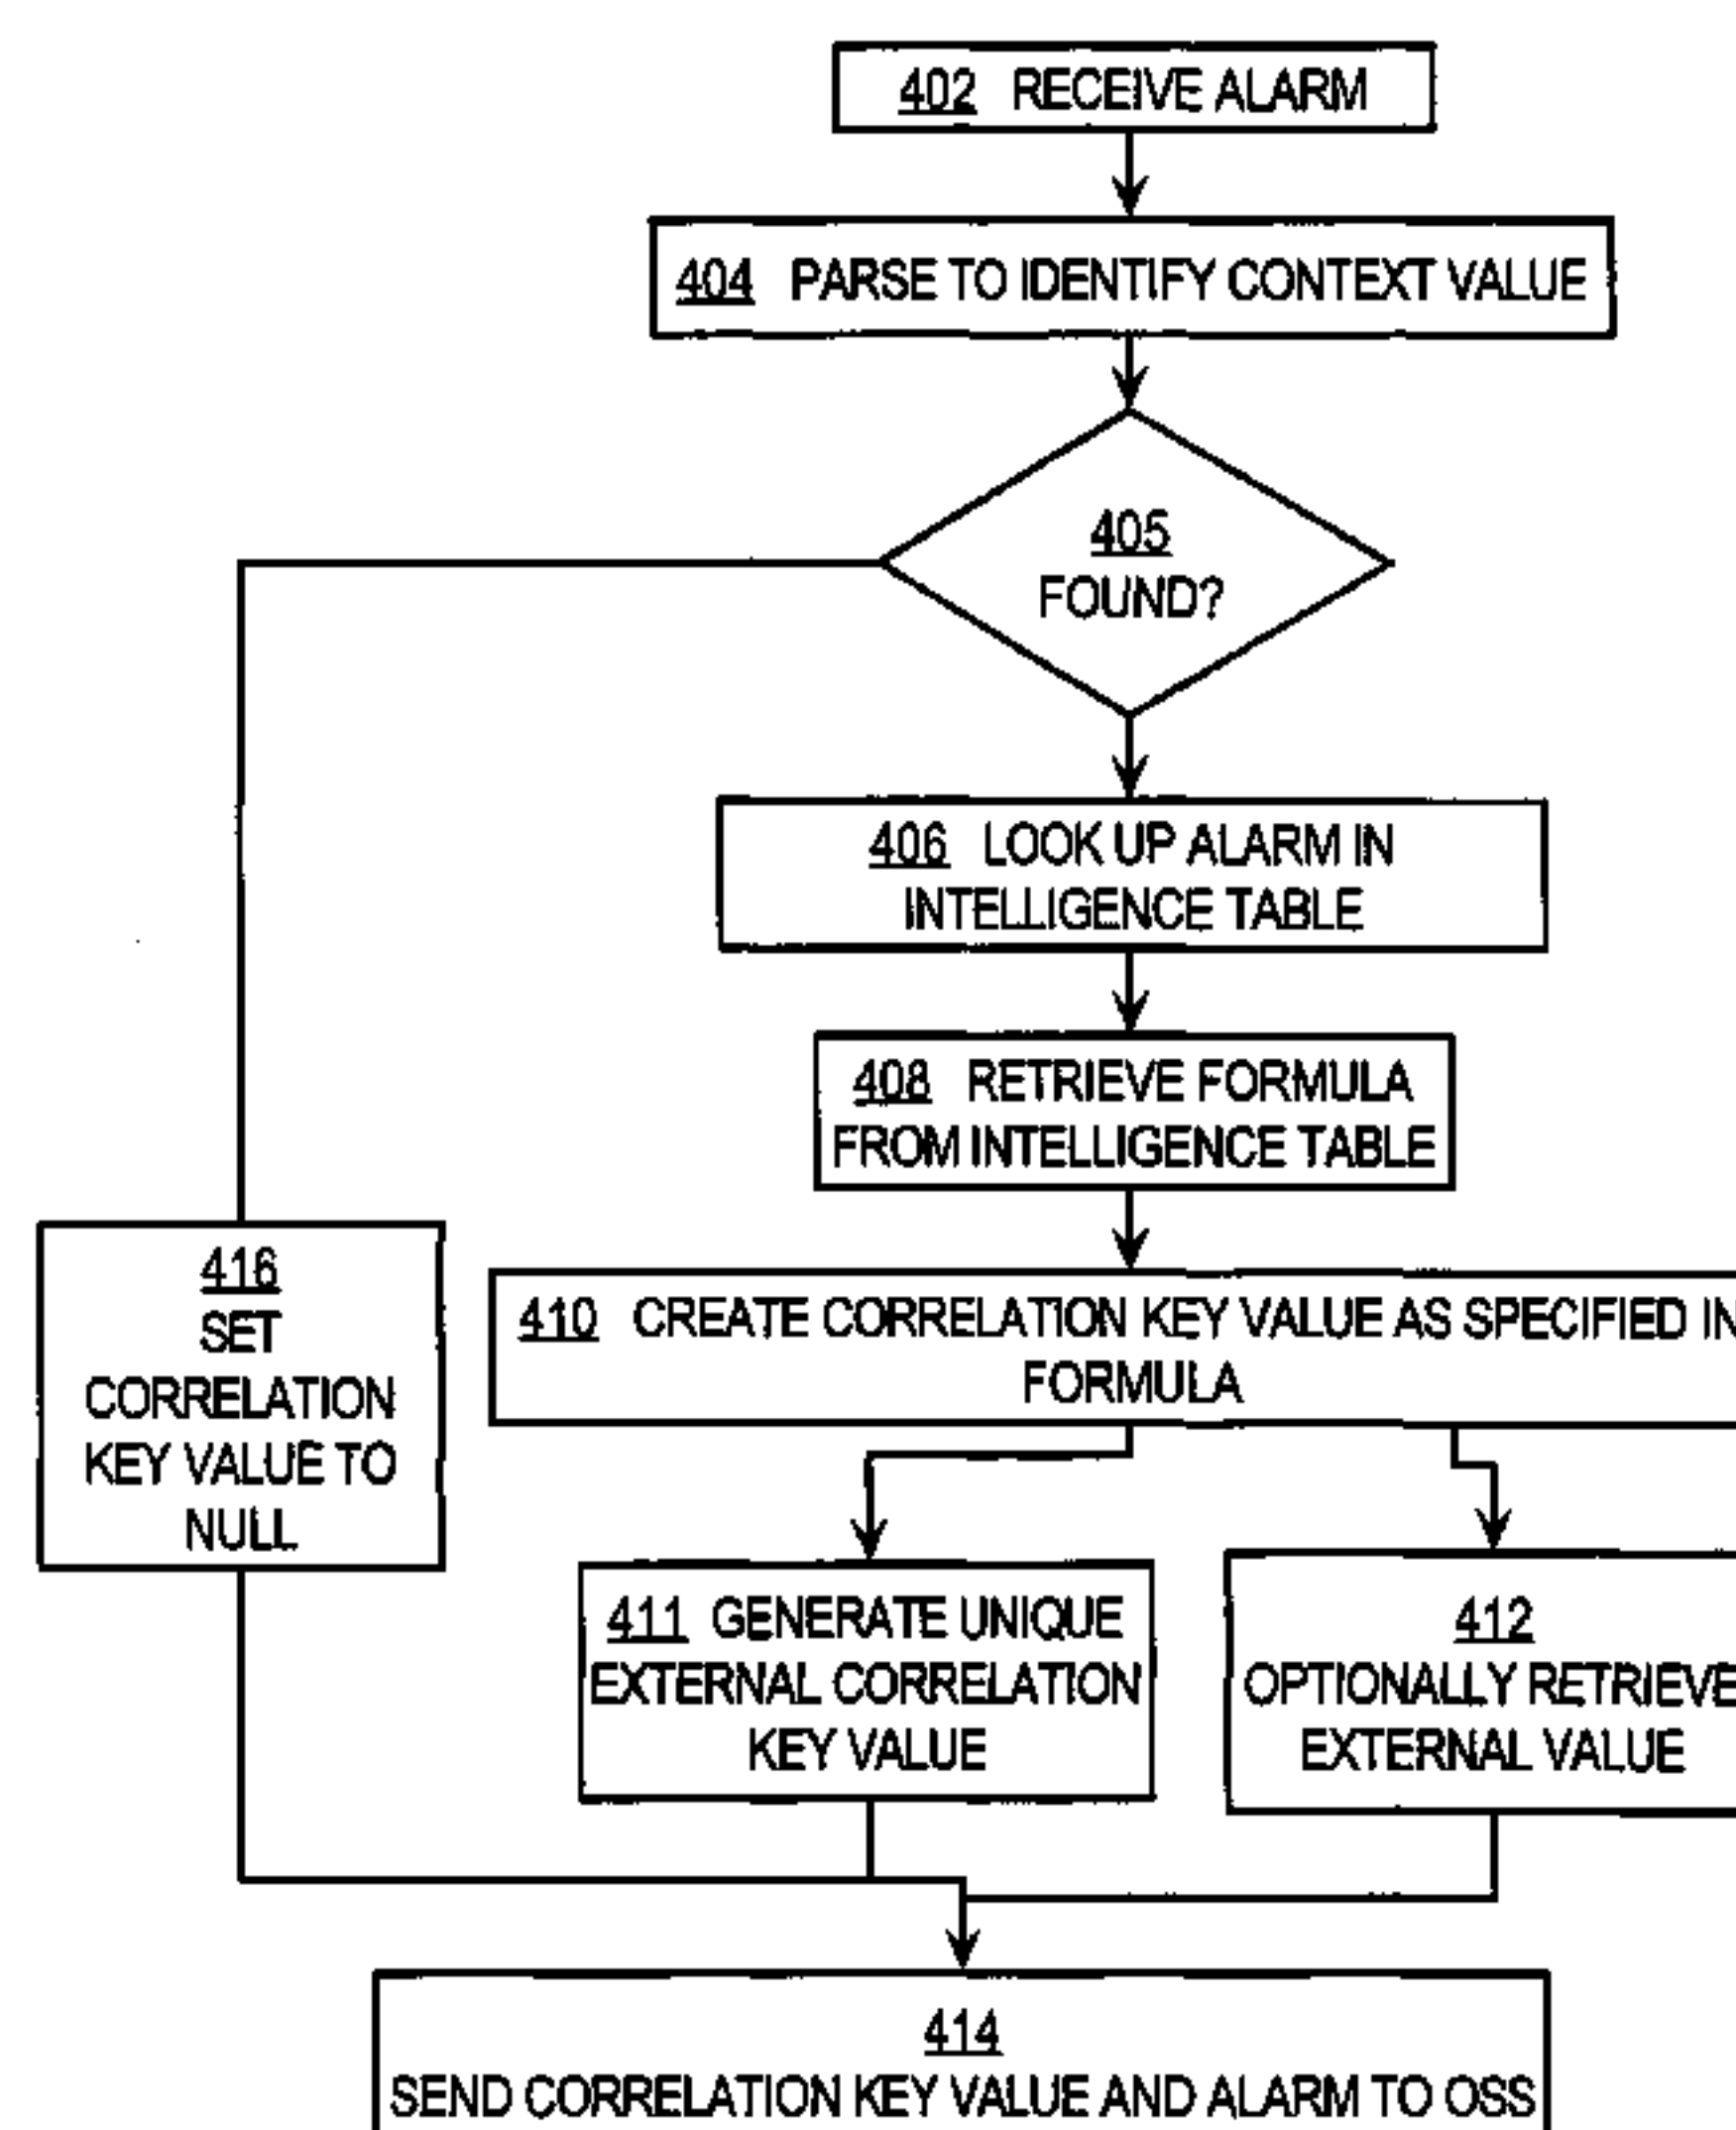 402 RECEIVE ALARM
404 PARSE TO IDENTIFY CONTEXT VALUE
405
FOUND?
406 LOOK UP ALARM IN
INTELLIGENCE TABLE
408 RETRIEVE FORMULA
FROM INTELLIGENCE TABLE
416
SET
CORRELATION
KEY VALUE TO
NULL
410 CREATE CORRELATION KEY VALUE AS SPECIFIED IN
FORMULA
411 GENERATE UNIQUE
EXTERNAL CORRELATION
KEY VALUE
412
OPTIONALLY RETRIEVE
EXTERNAL VALUE
414
SEND CORRELATION KEY VALUE AND ALARM TO OSS